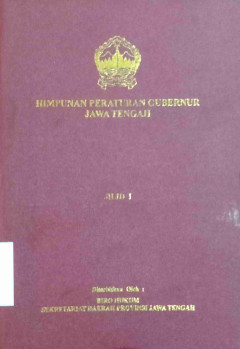 HIMPUNAN PERATURAN GUBERNUR
JAWA TENGAH
JILID I
Diterbitkan Oleh :
BIRO HUKUM
SEKRETARIAT DAERAH PROVINSI JAWA TENGAH